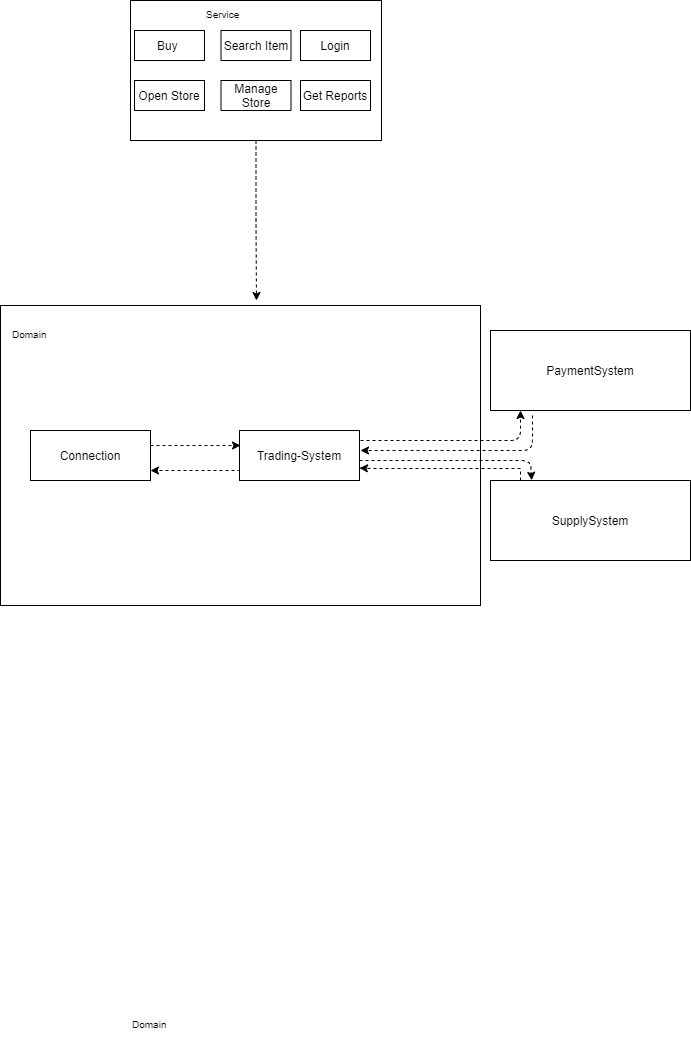 Service
Buy
Search Item
Login
Open Store
Manage
Store
Get Reports
Domain
PaymentSystem
Connection
Trading-System
SupplySystem
Domain